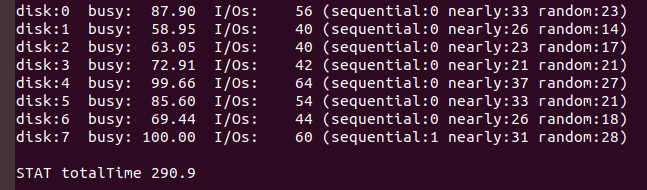 disk:0  busy:  87.90  I/Os:    56 (sequential:0 nearly:33 random:23)
disk:1  busy:  58.95  I/Os:    40 (sequential:0 nearly:26 random:14)
disk:2  busy:  63.05  I/Os:    40 (sequential:0 nearly:23 random:17)
disk:3  busy:  72.91  I/Os:    42 (sequential:0 nearly:21 random:21)
disk:4  busy:  99.66  I/Os:    64 (sequential:0 nearly:37 random:27)
disk:5  busy:  85.60  I/Os:    54 (sequential:0 nearly:33 random:21)
disk:6  busy:  69.44  I/Os:    44 (sequential:0 nearly:26 random:18)
disk:7  busy: 100.00  I/Os:    60 (sequential:1 nearly:31 random:28)
STAT totalTime 290.9